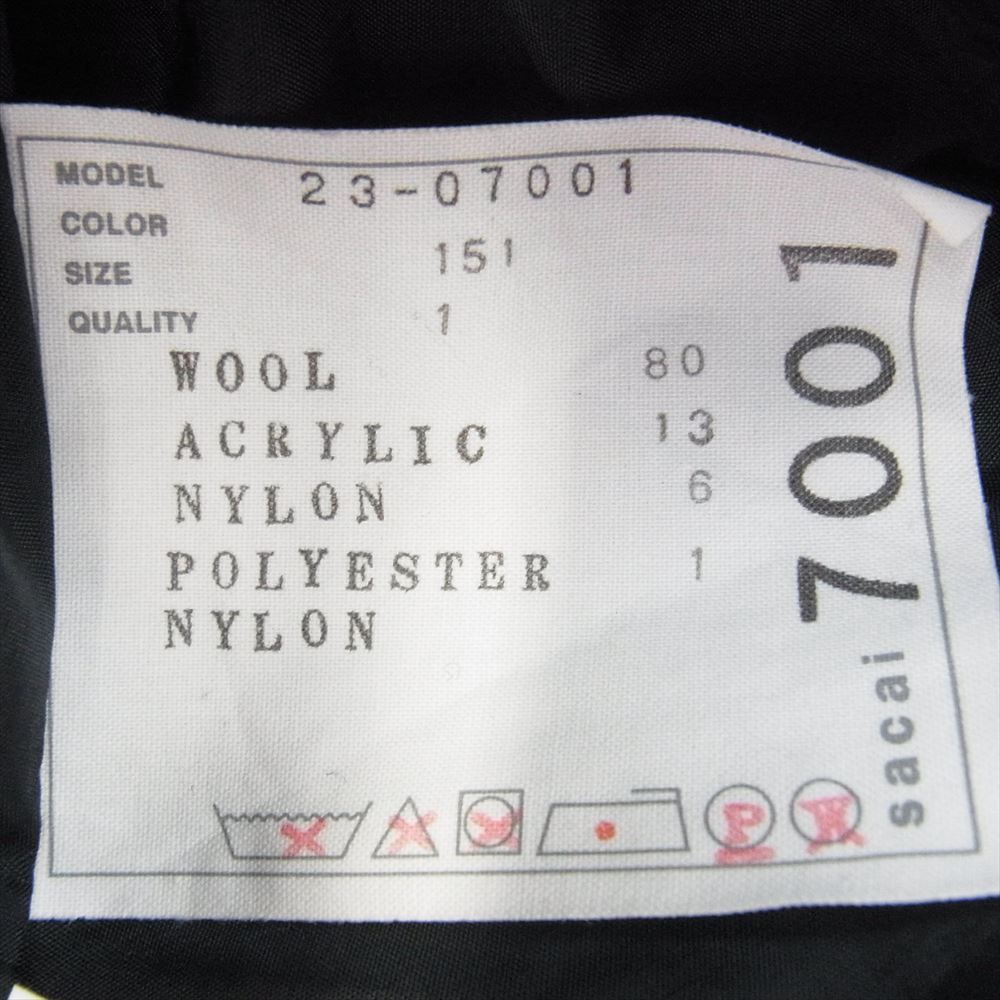 MODEL 23-07001
COLOR 151
SIZE 1
QUALITY
WOOL 80
ACRYLIC 13
NYLON 6
POLYESTER 1
NYLON
P W
sacai 7001